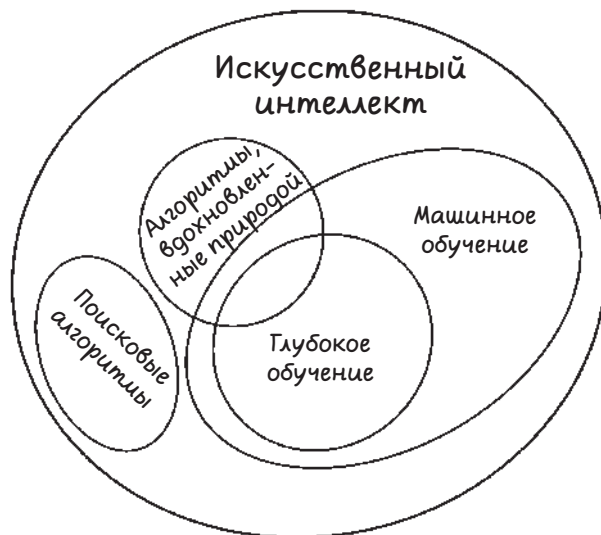 Искусственный
интеллект
Алгоритмы,
вдохновлен-
ные природой
Машинное
обучение
Поисковые
алгоритмы
Глубокое
обучение